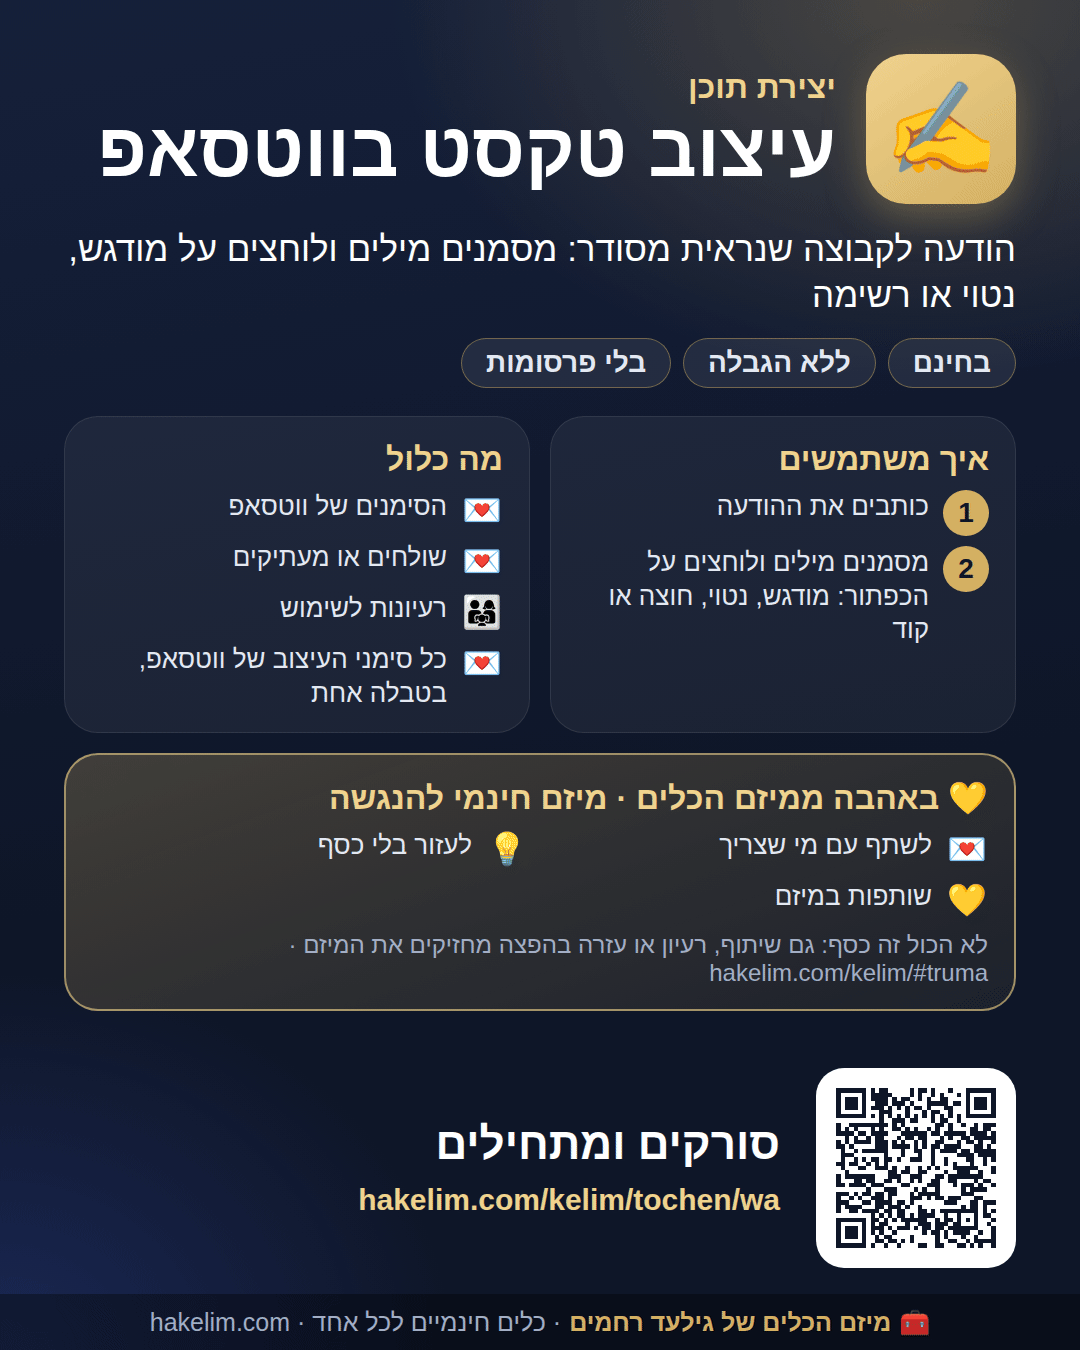 יצירת תוכן
עיצוב טקסט בווטסאפ
הודעה לקבוצה שנראית מסודר: מסמנים מילים ולוחצים על מודגש,
נטוי או רשימה
בחינם
ללא הגבלה
בלי פרסומות
איך משתמשים
1 כותבים את ההודעה
2 מסמנים מילים ולוחצים על
הכפתור: מודגש, נטוי, חוצה או
קוד
מה כלול
הסימנים של ווטסאפ
שולחים או מעתיקים
רעיונות לשימוש
כל סימני העיצוב של ווטסאפ,
בטבלה אחת
באהבה ממיזם הכלים · מיזם חינמי להנגשה
לשתף עם מי שצריך
לעזור בלי כסף
שותפות במיזם
לא הכול זה כסף: גם שיתוף, רעיון או עזרה בהפצה מחזיקים את המיזם ·
hakelim.com/kelim/#truma
סורקים ומתחילים
hakelim.com/kelim/tochen/wa
מיזם הכלים של גילעד רחמים · כלים חינמיים לכל אחד · hakelim.com